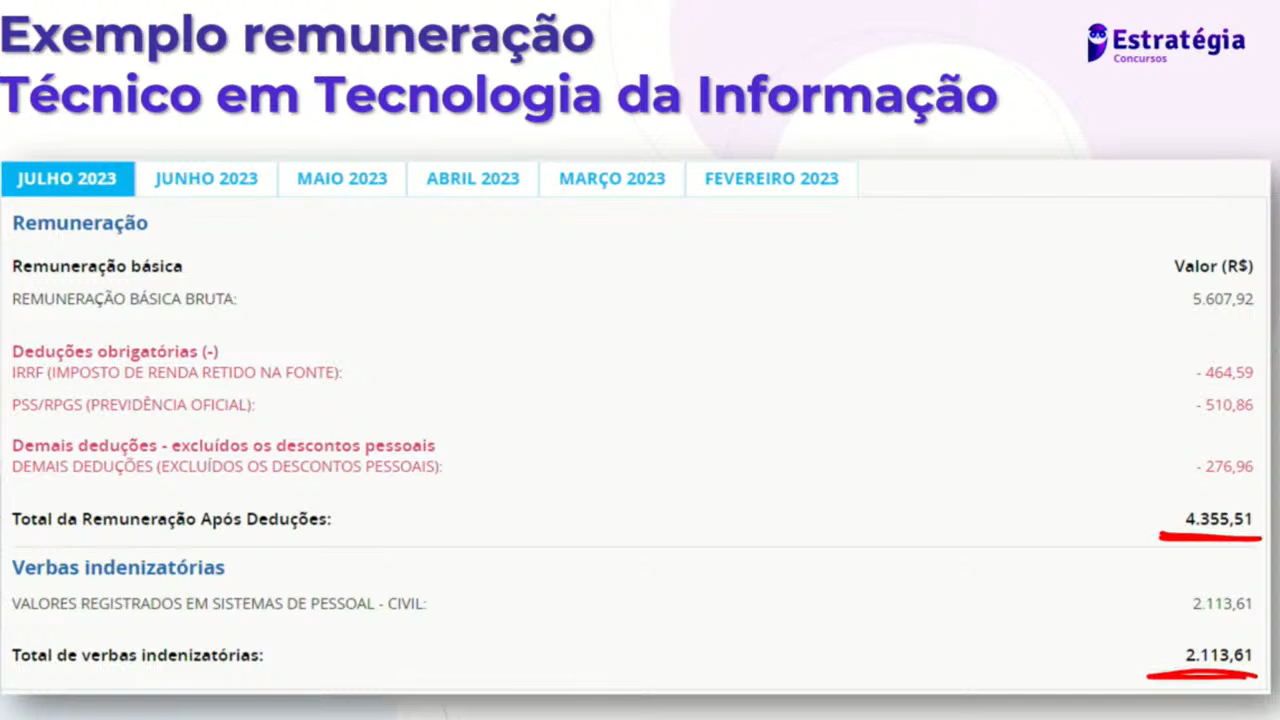 Exemplo remuneração
Técnico em Tecnologia da Informação
Estratégia
Concursos
JULHO 2023 JUNHO 2023 MAIO 2023 ABRIL 2023 MARÇO 2023 FEVEREIRO 2023
Remuneração
Remuneração básica Valor (R$)
REMUNERAÇÃO BÁSICA BRUTA: 5.607,92
Deduções obrigatórias (-)
IRRF (IMPOSTO DE RENDA RETIDO NA FONTE): - 464,59
PSS/RPGS (PREVIDÊNCIA OFICIAL): - 510,86
Demais deduções - excluídos os descontos pessoais
DEMAIS DEDUÇÕES (EXCLUÍDOS OS DESCONTOS PESSOAIS): - 276,96
Total da Remuneração Após Deduções: 4.355,51
Verbas indenizatórias
VALORES REGISTRADOS EM SISTEMAS DE PESSOAL - CIVIL: 2.113,61
Total de verbas indenizatórias: 2.113,61